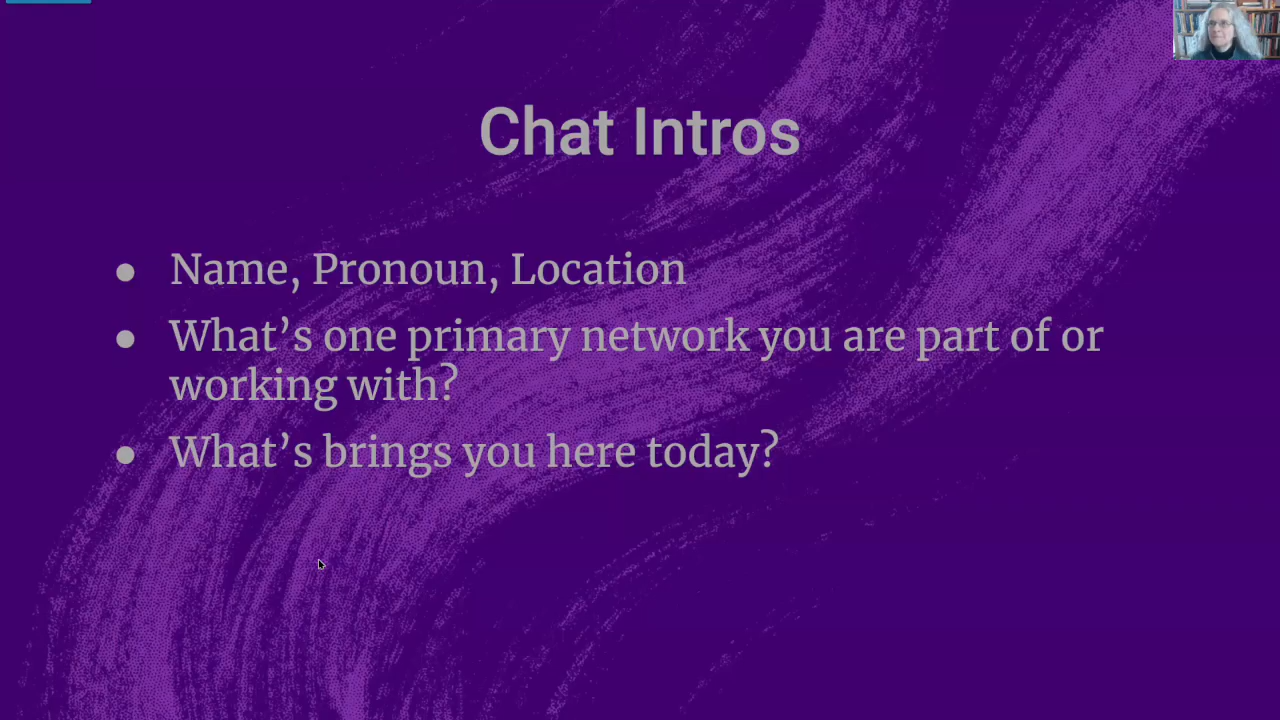 Chat Intros
● Name, Pronoun, Location
● What’s one primary network you are part of or
working with?
● What’s brings you here today?